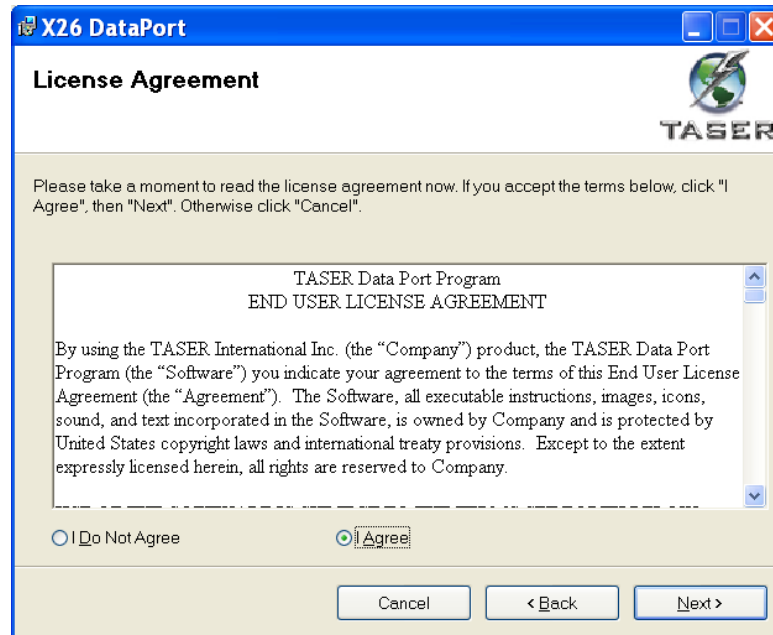 X26 DataPort
License Agreement
TASER
Please take a moment to read the license agreement now. If you accept the terms below, click "I
Agree", then "Next". Otherwise click "Cancel".
TASER Data Port Program
END USER LICENSE AGREEMENT
By using the TASER International Inc. (the “Company”) product, the TASER Data Port
Program (the “Software”) you indicate your agreement to the terms of this End User License
Agreement (the “Agreement”).  The Software, all executable instructions, images, icons,
sound, and text incorporated in the Software, is owned by Company and is protected by
United States copyright laws and international treaty provisions.  Except to the extent
expressly licensed herein, all rights are reserved to Company.
I Do Not Agree
I Agree
Cancel
< Back
Next >